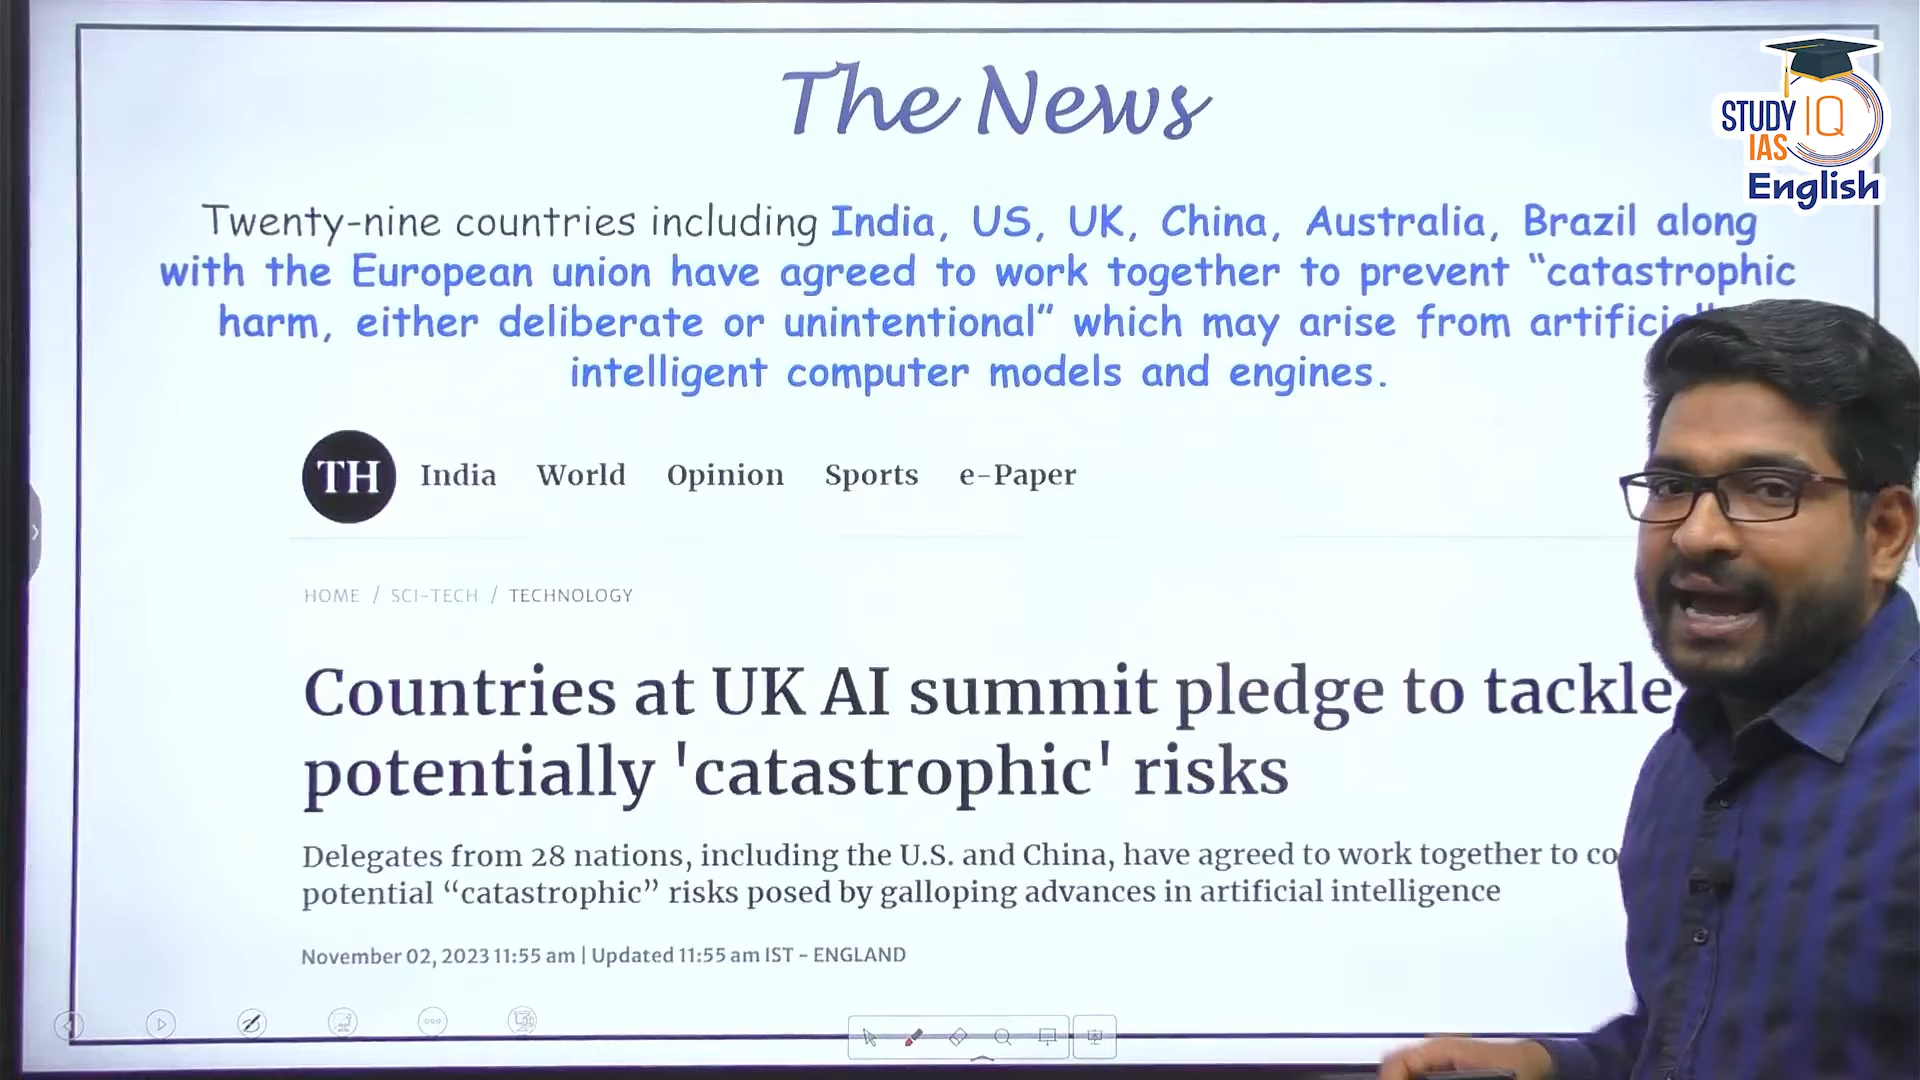 The News
STUDY IQ
IAS
English
Twenty-nine countries including India, US, UK, China, Australia, Brazil along
with the European union have agreed to work together to prevent “catastrophic
harm, either deliberate or unintentional” which may arise from
intelligent computer models and engines.
TH India World Opinion Sports e-Paper
HOME / SCI-TECH / TECHNOLOGY
Countries at UK AI summit pledge to tackle
potentially 'catastrophic' risks
Delegates from 28 nations, including the U.S. and China, have agreed to work together to
potential “catastrophic” risks posed by galloping advances in artificial intelligence
November 02, 2023 11:55 am | Updated 11:55 am IST - ENGLAND